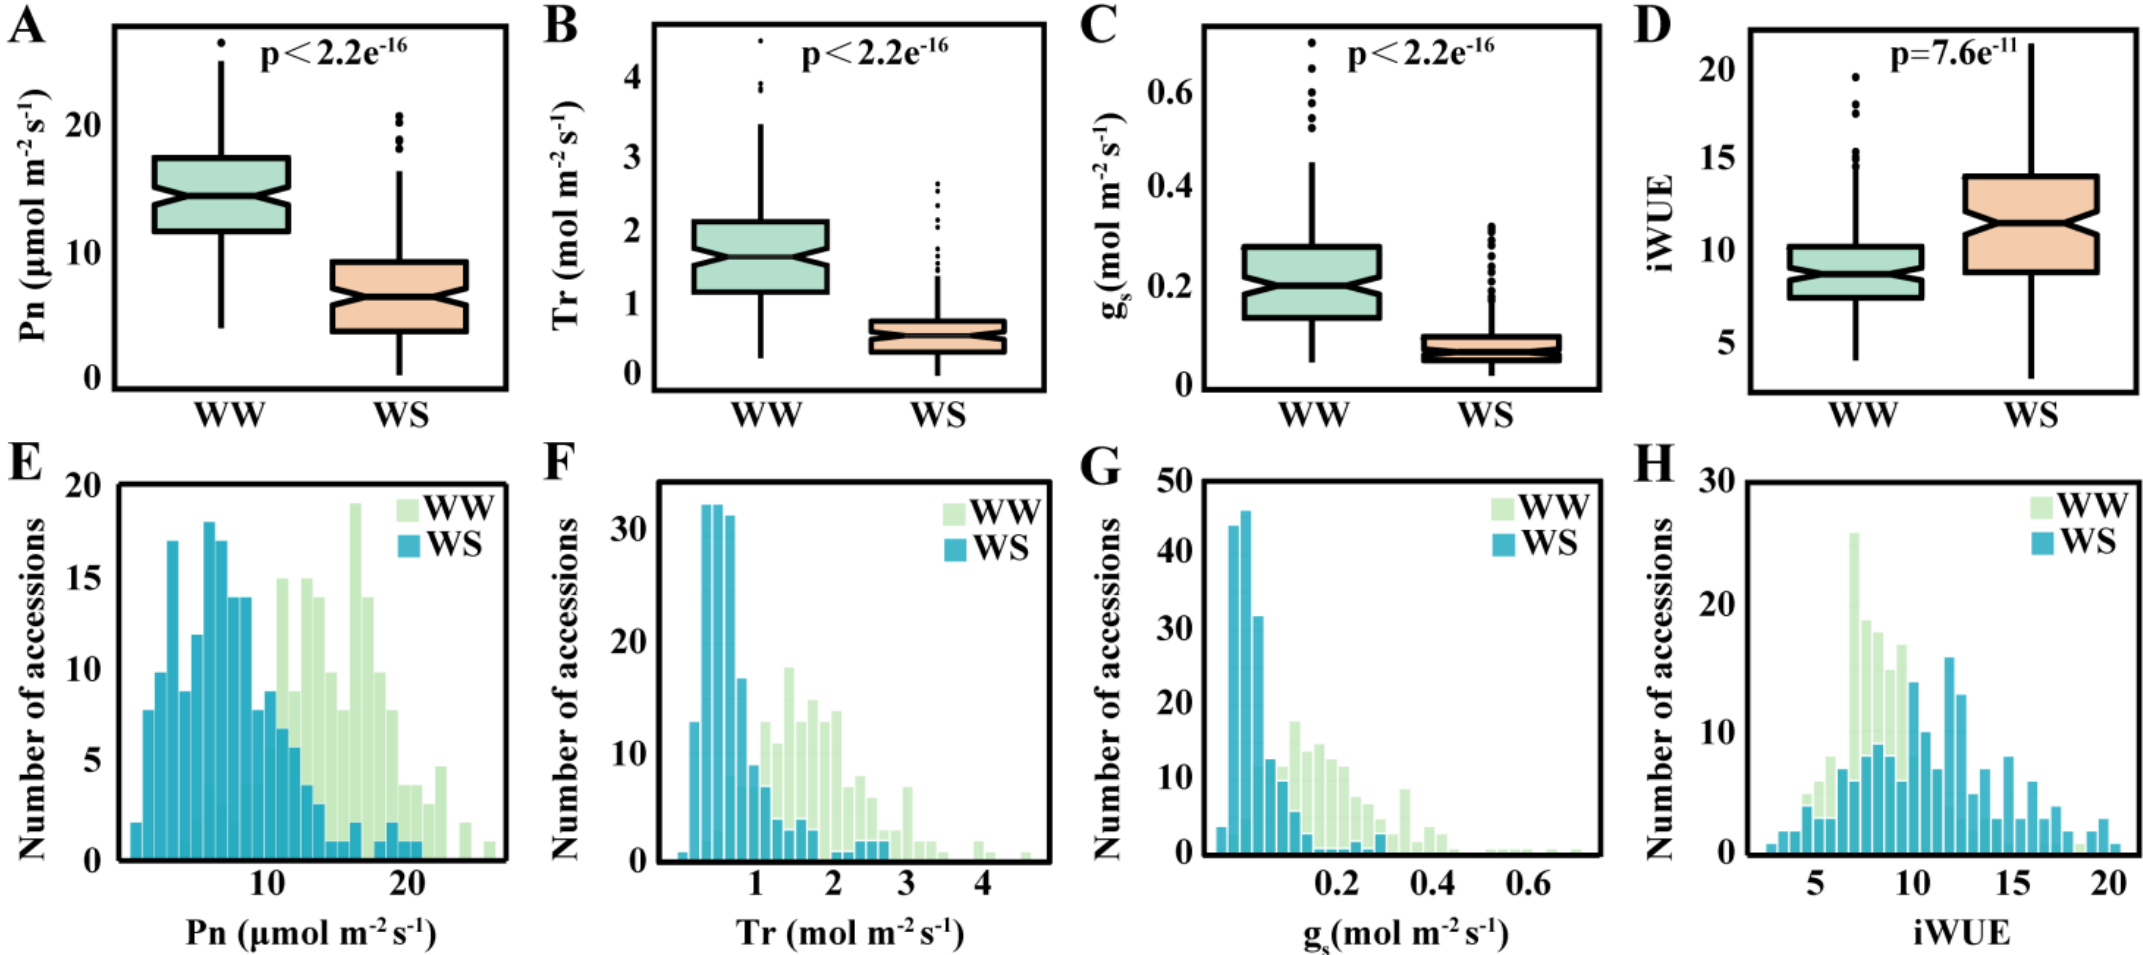 A
p<2.2e-16
Pn (μmol m-2 s-1)
20
10
0
WW
WS
B
p<2.2e-16
Tr (mol m-2 s-1)
4
3
2
1
0
WW
WS
C
p<2.2e-16
gs(mol m-2 s-1)
0.6
0.4
0.2
0
WW
WS
D
p=7.6e-11
iWUE
20
15
10
5
WW
WS
E
Number of accessions
20
15
10
5
0
WW
WS
10
20
Pn (μmol m-2 s-1)
F
Number of accessions
30
20
10
0
WW
WS
1
2
3
4
Tr (mol m-2 s-1)
G
Number of accessions
50
40
30
20
10
0
WW
WS
0.2
0.4
0.6
gs(mol m-2 s-1)
H
Number of accessions
30
20
10
0
WW
WS
5
10
15
20
iWUE